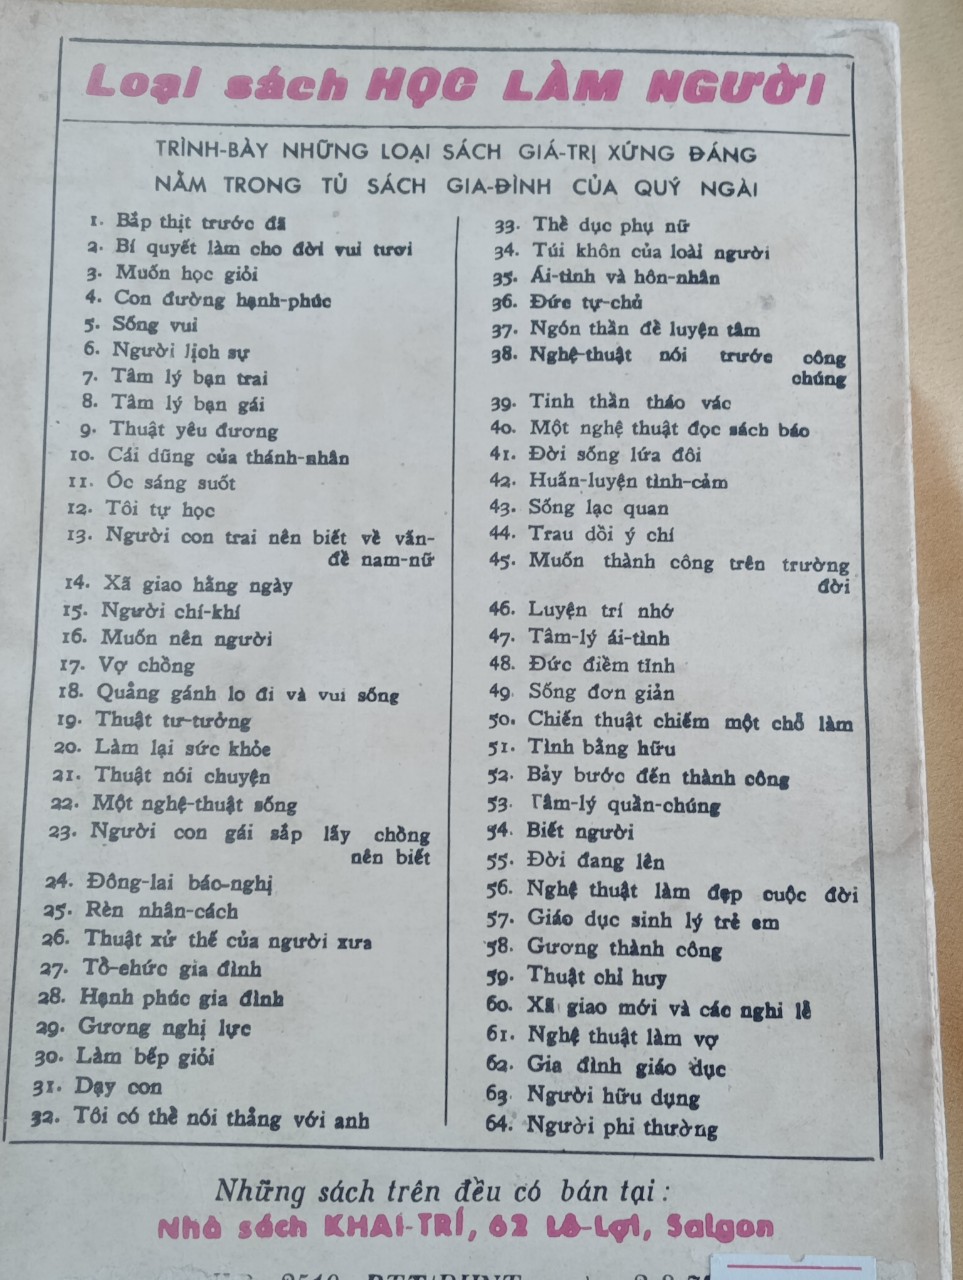 Loại sách HỌC LÀM NGƯỜI
TRÌNH-BÀY NHỮNG LOẠI SÁCH GIÁ-TRỊ XỨNG ĐÁNG
NẰM TRONG TỦ SÁCH GIA-ĐÌNH CỦA QUÝ NGÀI
1. Bắp thịt trước đã
2. Bí quyết làm cho đời vui tươi
3. Muốn học giỏi
4. Con đường hạnh-phúc
5. Sống vui
6. Người lịch sự
7. Tâm lý bạn trai
8. Tâm lý bạn gái
9. Thuật yêu đương
10. Cái dũng của thánh-nhân
11. Óc sáng suốt
12. Tôi tự học
13. Người con trai nên biết về vấn-
đề nam-nữ
14. Xã giao hằng ngày
15. Người chí-khí
16. Muốn nên người
17. Vợ chồng
18. Quẳng gánh lo đi và vui sống
19. Thuật tư-tưởng
20. Làm lại sức khỏe
21. Thuật nói chuyện
22. Một nghệ-thuật sống
23. Người con gái sắp lấy chồng
nên biết
24. Đông-lai bác-nghị
25. Rèn nhân-cách
26. Thuật xử thế của người xưa
27. Tổ-chức gia đình
28. Hạnh phúc gia đình
29. Gương nghị lực
30. Làm bếp giỏi
31. Dạy con
32. Tôi có thể nói thẳng với anh
33. Thể dục phụ nữ
34. Túi khôn của loài người
35. Ái-tình và hôn-nhân
36. Đức tự-chủ
37. Ngón thần để luyện tâm
38. Nghệ-thuật nói trước công
chúng
39. Tinh thần tháo vác
40. Một nghệ thuật đọc sách báo
41. Đời sống lứa đôi
42. Huấn-luyện tình-cảm
43. Sống lạc quan
44. Trau dồi ý chí
45. Muốn thành công trên trường
đời
46. Luyện trí nhớ
47. Tâm-lý ái-tình
48. Đức điềm tĩnh
49. Sống đơn giản
50. Chiến thuật chiếm một chỗ làm
51. Tình bằng hữu
52. Bảy bước đến thành công
53. Tâm-lý quần-chúng
54. Biết người
55. Đời đang lên
56. Nghệ thuật làm đẹp cuộc đời
57. Giáo dục sinh lý trẻ em
58. Gương thành công
59. Thuật chỉ huy
60. Xã giao mới và các nghi lễ
61. Nghệ thuật làm vợ
62. Gia đình giáo dục
63. Người hữu dụng
64. Người phi thường
Những sách trên đều có bán tại :
Nhà sách KHAI-TRÍ, 62 Lê-Lợi, Saigon